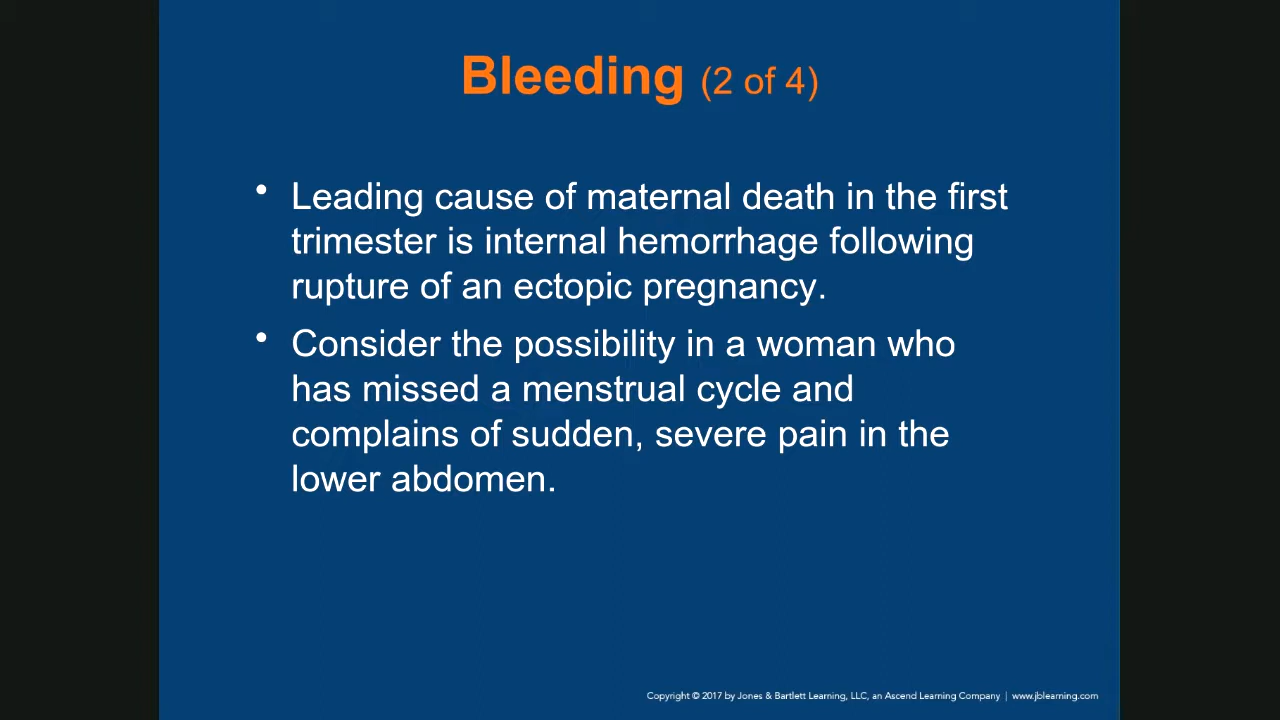 Bleeding (2 of 4)
• Leading cause of maternal death in the first
trimester is internal hemorrhage following
rupture of an ectopic pregnancy.
• Consider the possibility in a woman who
has missed a menstrual cycle and
complains of sudden, severe pain in the
lower abdomen.
Copyright © 2017 by Jones & Bartlett Learning, LLC, an Ascend Learning Company | www.jblearning.com